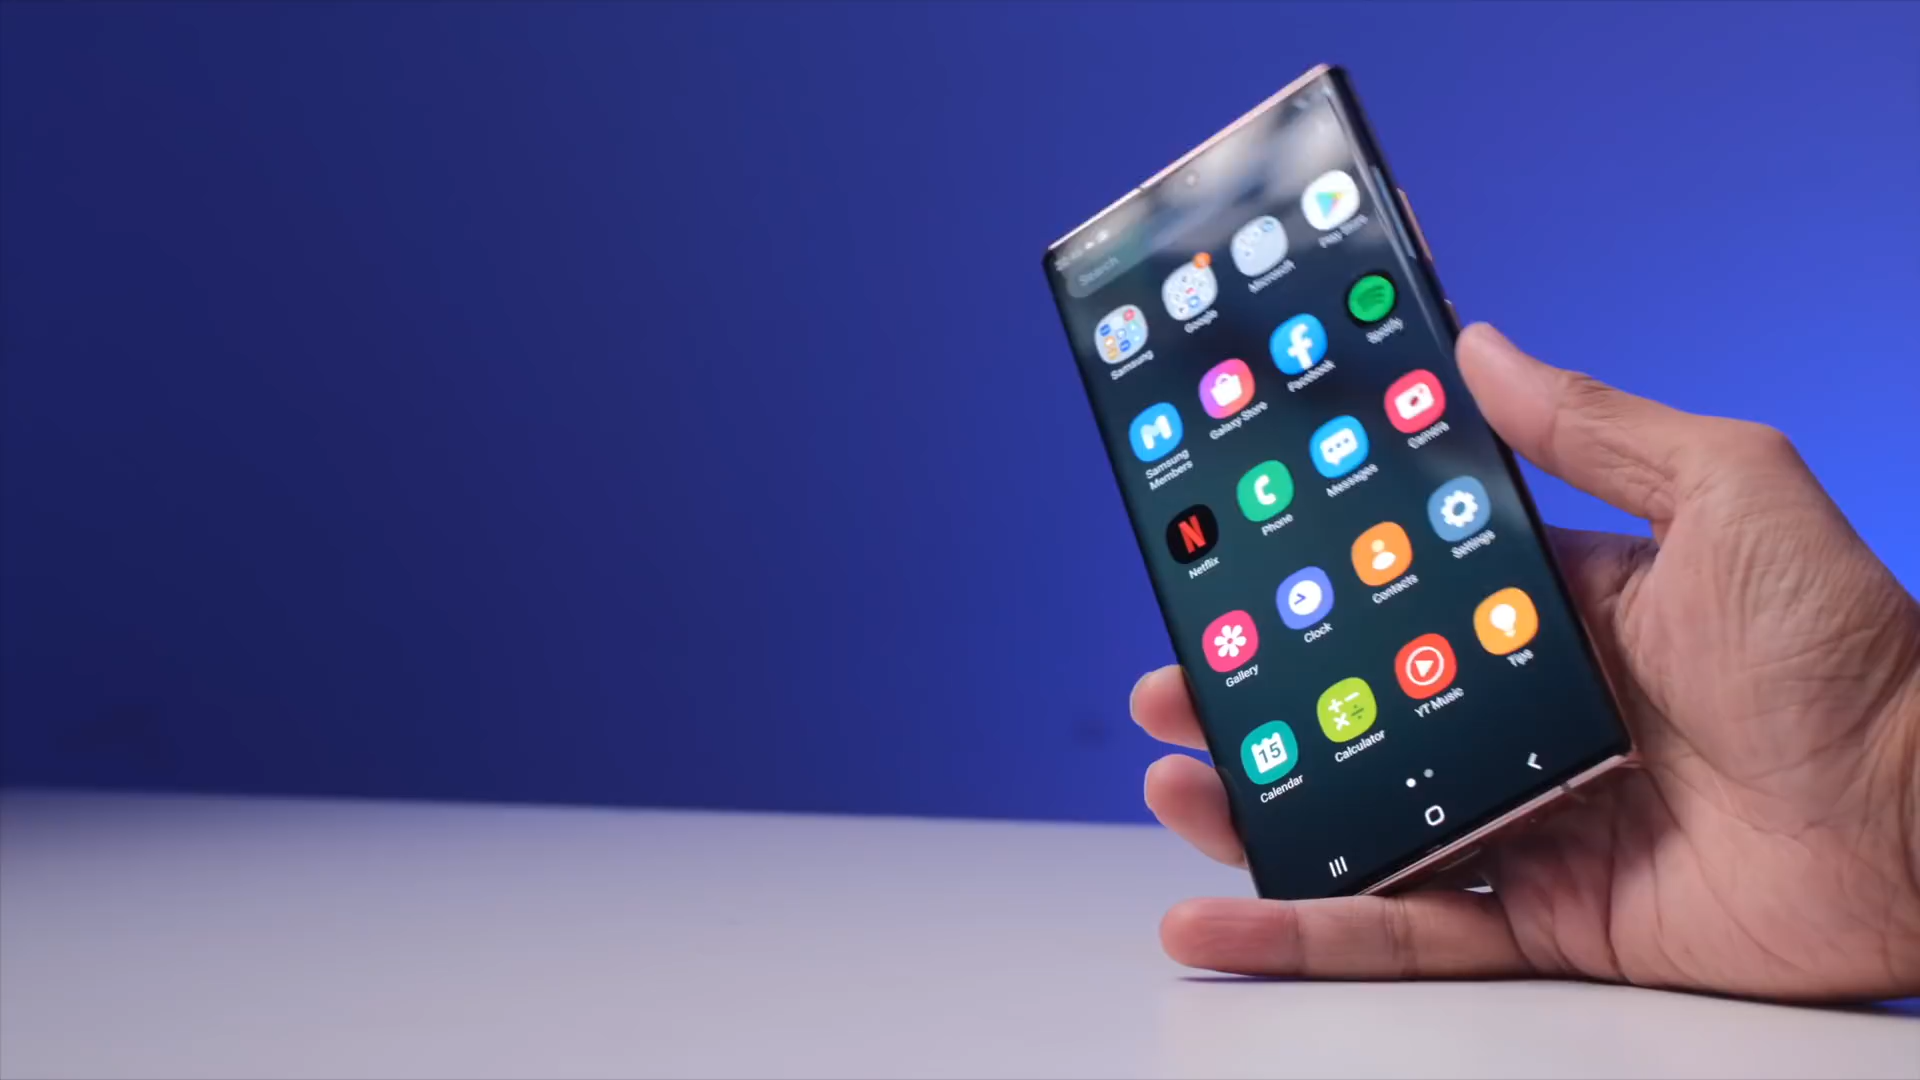 Search
Samsung
Google
Microsoft
Play Store
Samsung
Members
Galaxy Store
Facebook
Spotify
Netflix
Phone
Messages
Camera
Gallery
Clock
Contacts
Settings
15
Calendar
Calculator
YT Music
Tips